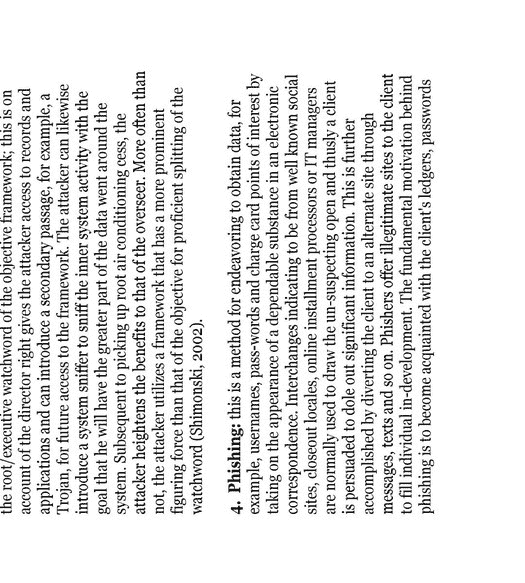 the root/executive watchword of the objective framework; this is on
account of the director right gives the attacker access to records and
applications and can introduce a secondary passage, for example, a
Trojan, for future access to the framework. The attacker can likewise
introduce a system sniffer to sniff the inner system activity with the
goal that he will have the greater part of the data went around the
system. Subsequent to picking up root air conditioning cess, the
attacker heightens the benefits to that of the overseer. More often than
not, the attacker utilizes a framework that has a more prominent
figuring force than that of the objective for proficient splitting of the
watchword (Shimonski, 2002).
4. Phishing: this is a method for endeavoring to obtain data, for
example, usernames, pass-words and charge card points of interest by
taking on the appearance of a dependable substance in an electronic
correspondence. Interchanges indicating to be from well known social
sites, closeout locales, online installment processors or IT managers
are normally used to draw the un-suspecting open and thusly a client
is persuaded to dole out significant information. This is further
accomplished by diverting the client to an alternate site through
messages, texts and so on. Phishers offer illegitimate sites to the client
to fill individual in-development. The fundamental motivation behind
phishing is to become acquainted with the client's ledgers, passwords